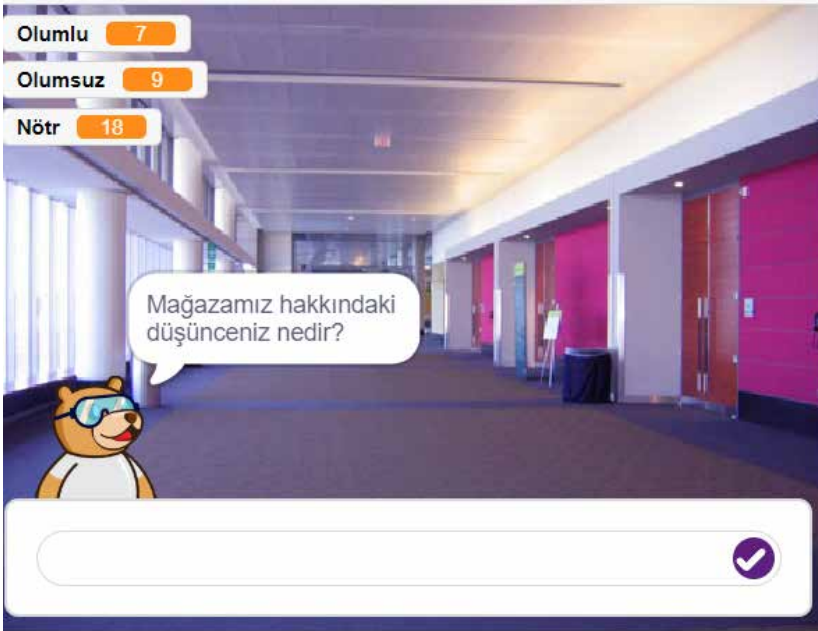 Olumlu 7
Olumsuz 9
Nötr 18
Mağazamız hakkındaki
düşünceniz nedir?